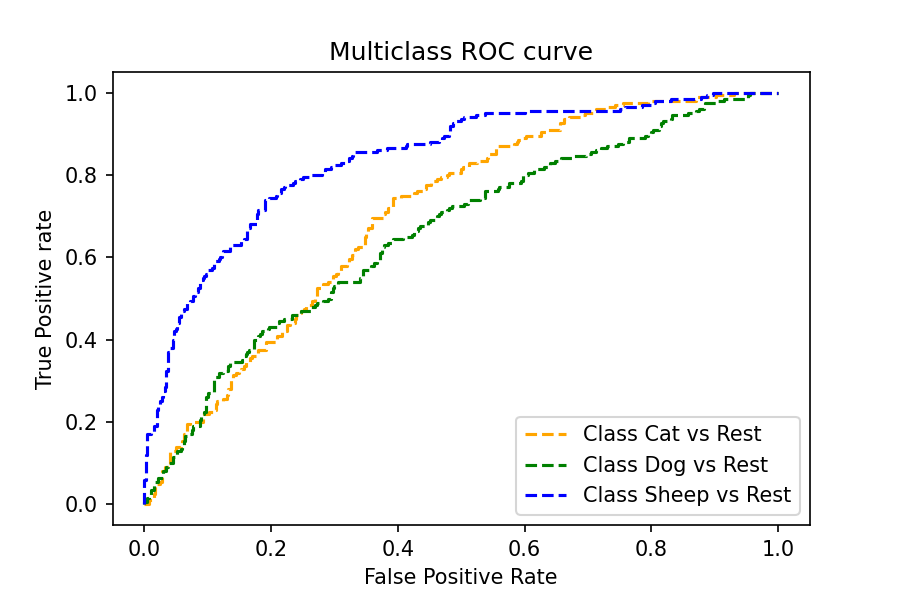 Multiclass ROC curve
True Positive rate
1.0
0.8
0.6
0.4
0.2
0.0
Class Cat vs Rest
Class Dog vs Rest
Class Sheep vs Rest
0.0 0.2 0.4 0.6 0.8 1.0
False Positive Rate